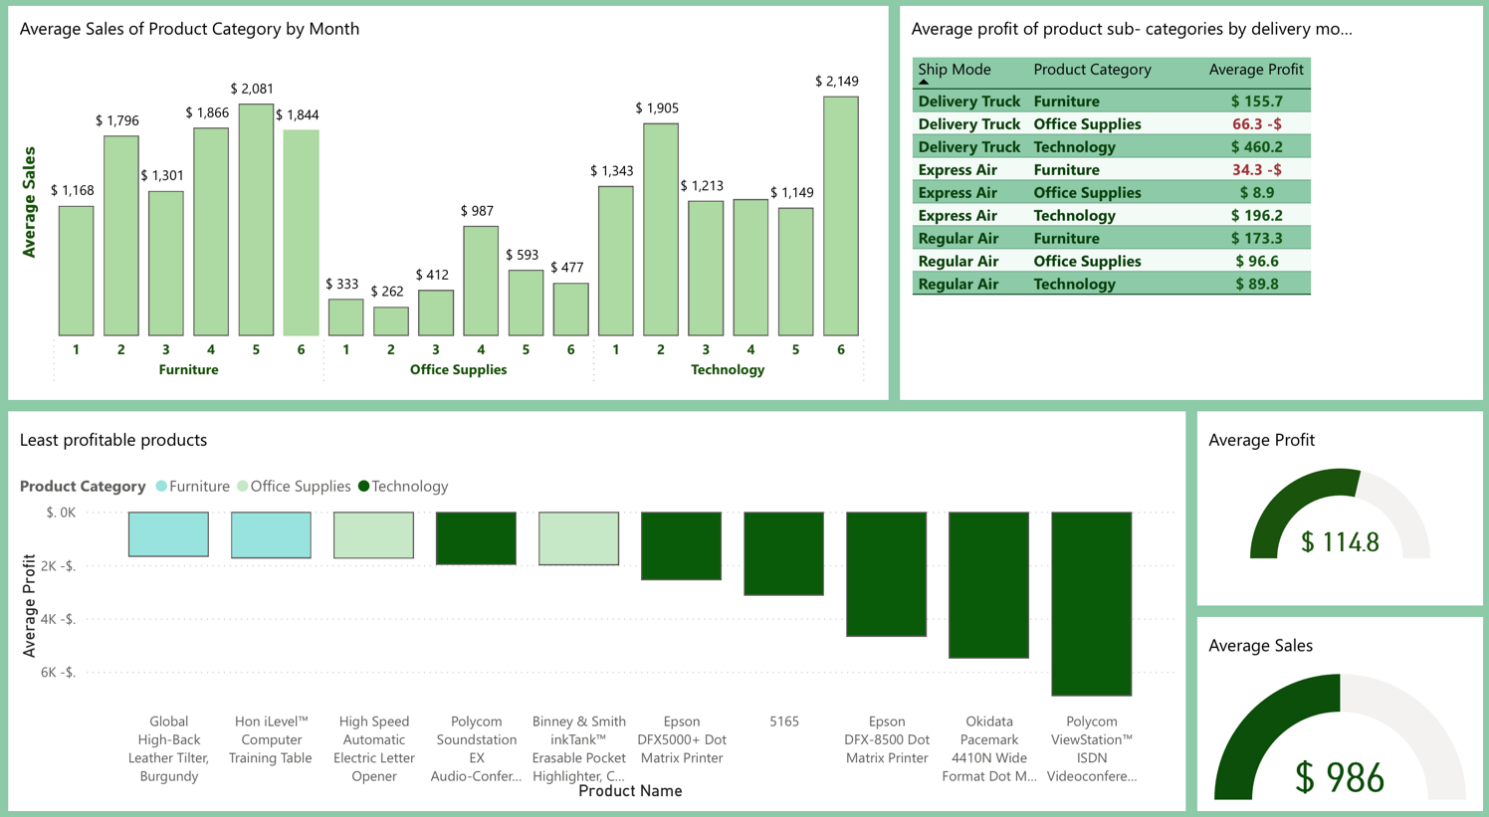 Average Sales of Product Category by Month
Average Sales
$ 1,168
$ 1,796
$ 1,301
$ 1,866
$ 2,081
$ 1,844
$ 333
$ 262
$ 412
$ 987
$ 593
$ 477
$ 1,343
$ 1,905
$ 1,213
$ 1,149
$ 2,149
1 2 3 4 5 6 1 2 3 4 5 6 1 2 3 4 5 6
Furniture Office Supplies Technology
Average profit of product sub- categories by delivery mo...
Ship Mode Product Category Average Profit
Delivery Truck Furniture $ 155.7
Delivery Truck Office Supplies 66.3 -$
Delivery Truck Technology $ 460.2
Express Air Furniture 34.3 -$
Express Air Office Supplies $ 8.9
Express Air Technology $ 196.2
Regular Air Furniture $ 173.3
Regular Air Office Supplies $ 96.6
Regular Air Technology $ 89.8
Least profitable products
Product Category Furniture Office Supplies Technology
Average Profit
$. 0K
2K -$.
4K -$.
6K -$.
Global
High-Back
Leather Tilter,
Burgundy
Hon iLevel™
Computer
Training Table
High Speed
Automatic
Electric Letter
Opener
Polycom
Soundstation
EX
Audio-Confer...
Binney & Smith
inkTank™
Erasable Pocket
Highlighter, C...
Epson
DFX5000+ Dot
Matrix Printer
5165
Epson
DFX-8500 Dot
Matrix Printer
Okidata
Pacemark
4410N Wide
Format Dot M...
Polycom
ViewStation™
ISDN
Videoconfere...
Product Name
Average Profit
$ 114.8
Average Sales
$ 986